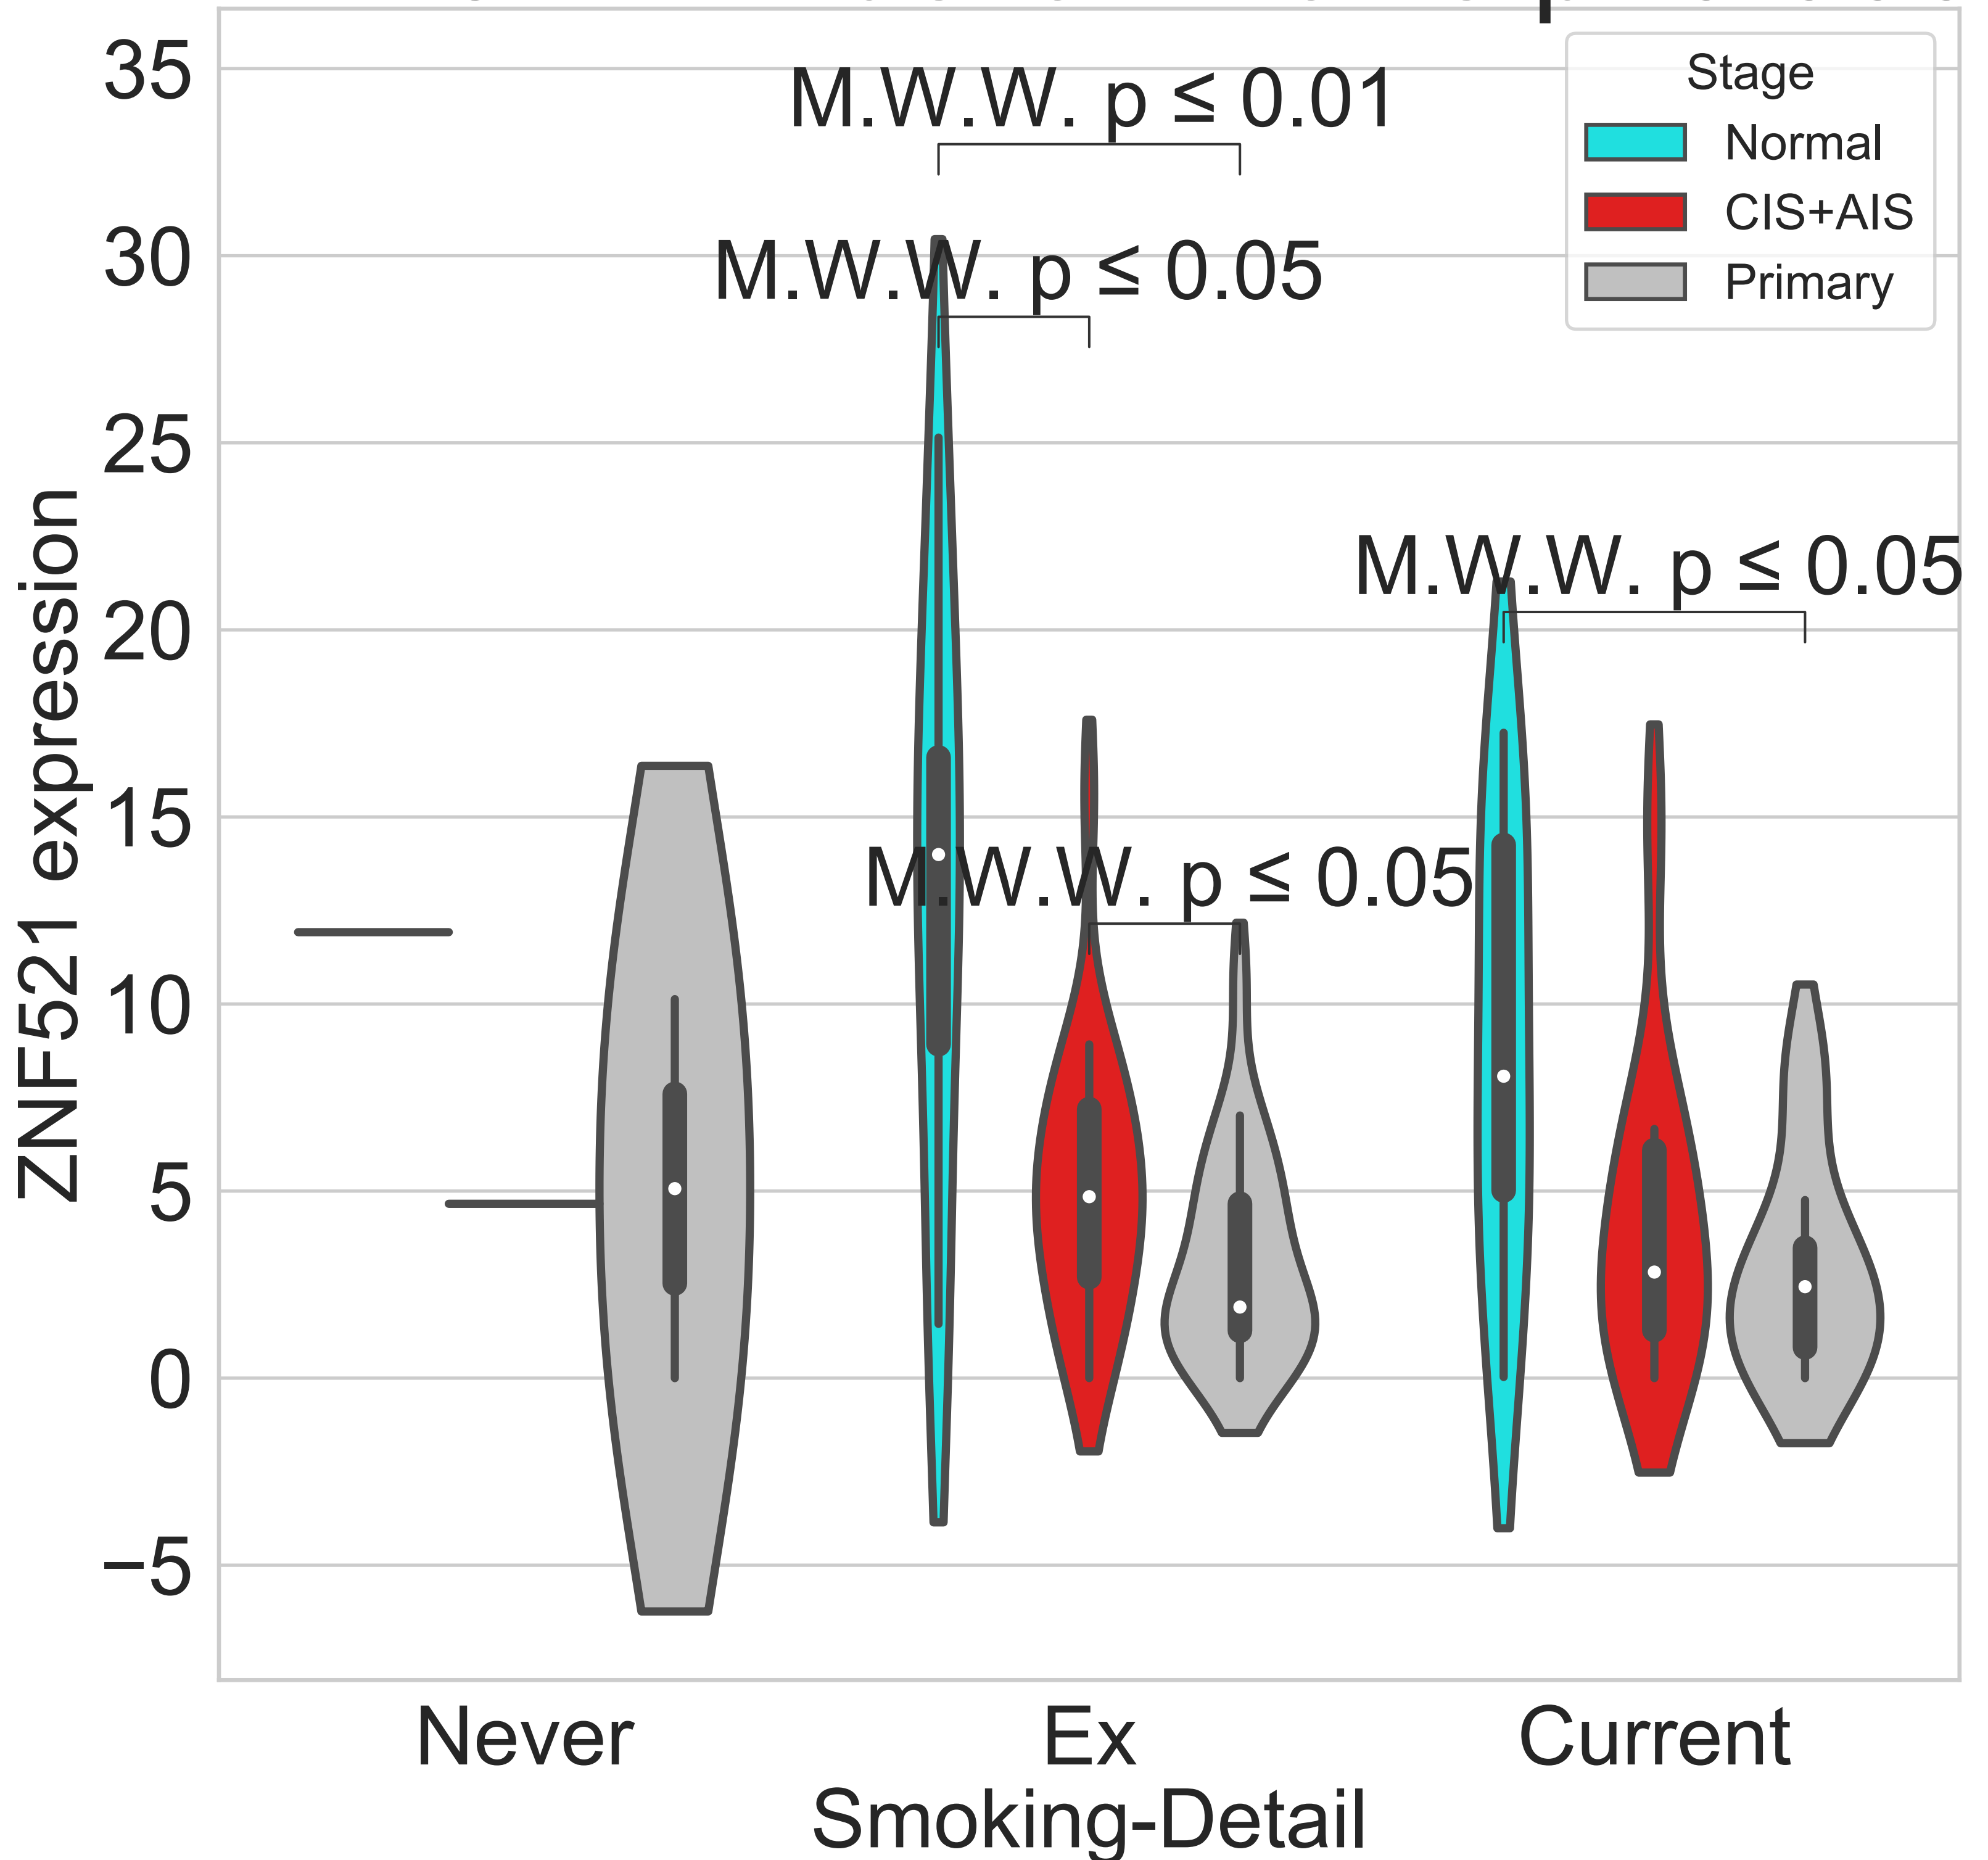 35
30
25
20
15
10
5
0
−5
ZNF521 expression
M.W.W. p ≤ 0.01
M.W.W. p ≤ 0.05
M.W.W. p ≤ 0.05
M.W.W. p ≤ 0.05
Stage
Normal
CIS+AIS
Primary
Never
Ex
Current
Smoking-Detail